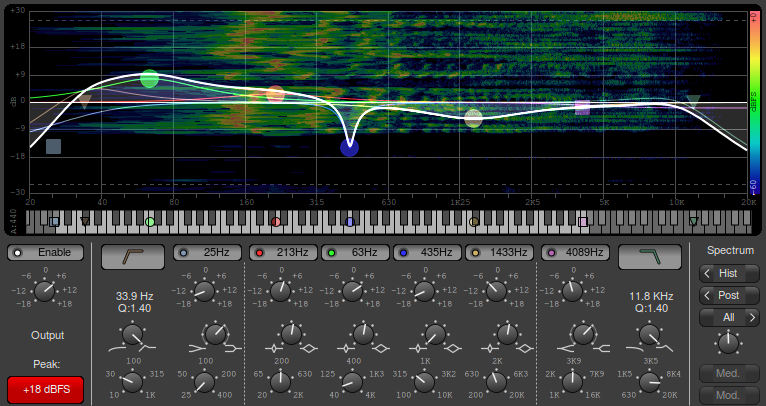 +30
+18
+9
dB 0
-9
-18
-30
20 40 80 160 315 630 1K25 2K5 5K 10K 20K
A:440
Enable 25Hz 213Hz 63Hz 435Hz 1433Hz 4089Hz Spectrum
0 0 0 0 0 0 0
-6 +6 -6 +6 -6 +6 -6 +6 -6 +6 -6 +6 -6 +6
-12 +12 -12 +12 -12 +12 -12 +12 -12 +12 -12 +12 -12 +12
-18 +18 -18 +18 -18 +18 -18 +18 -18 +18 -18 +18 -18 +18
< Hist
33.9 Hz
Q:1.40
11.8 KHz
Q:1.40
< Post
All >
Output
Peak:
100 100 200 400 1K 2K 3K9 3K5
30 315 50 200 65 630 125 1K3 315 3K2 630 6K3 2K 7K9 1K5 8K4
10 1K 25 400 20 2K 40 4K 100 10K 200 20K 1K 16K 630 20K
+18 dBFS
Med.
Mod.